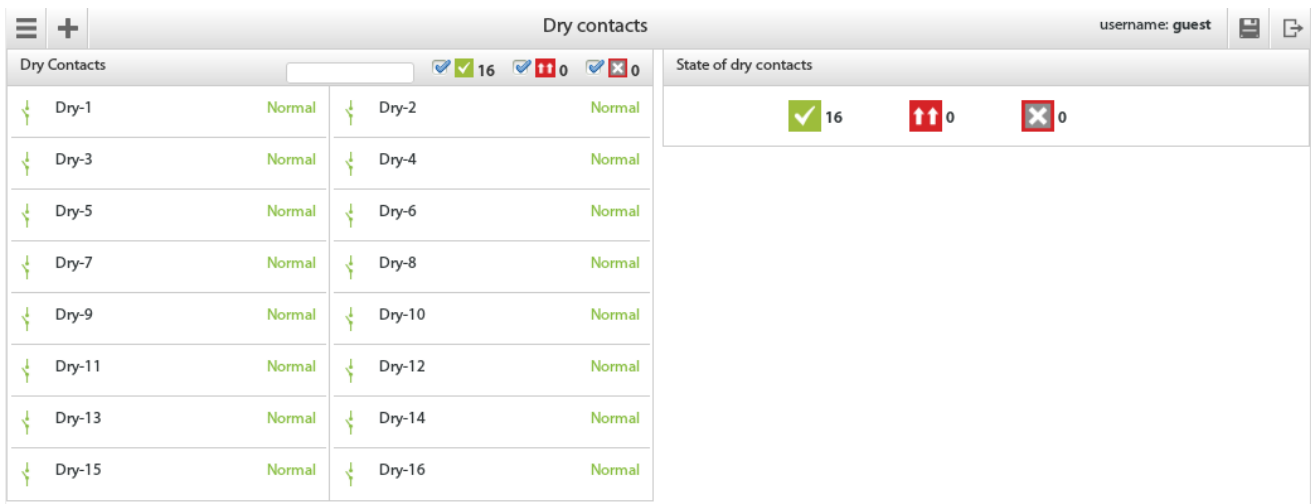 Dry contacts
username: guest
Dry Contacts 16 0 0
State of dry contacts
16 0 0
Dry-1 Normal Dry-2 Normal
Dry-3 Normal Dry-4 Normal
Dry-5 Normal Dry-6 Normal
Dry-7 Normal Dry-8 Normal
Dry-9 Normal Dry-10 Normal
Dry-11 Normal Dry-12 Normal
Dry-13 Normal Dry-14 Normal
Dry-15 Normal Dry-16 Normal